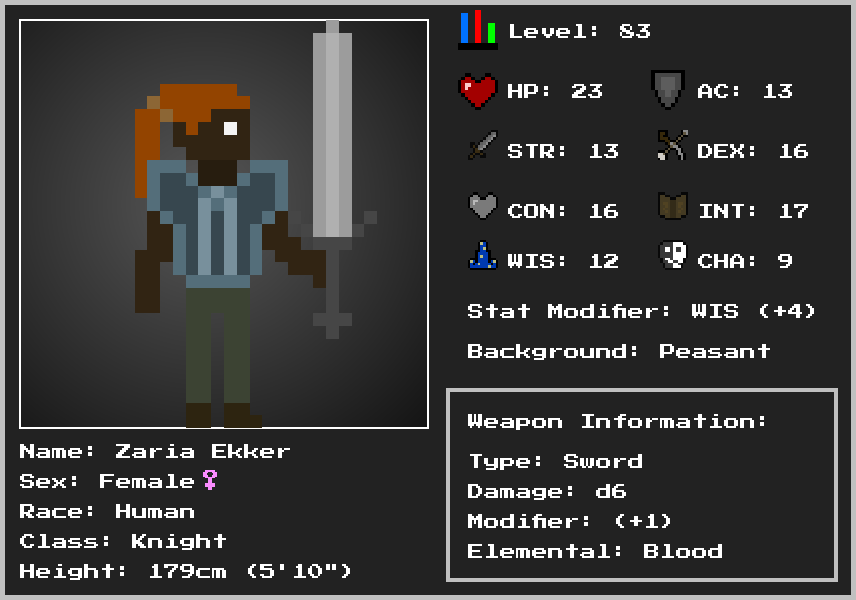 Level: 83
HP: 23
AC: 13
STR: 13
DEX: 16
CON: 16
INT: 17
WIS: 12
CHA: 9
Stat Modifier: WIS (+4)
Background: Peasant
Name: Zaria Ekker
Sex: Female♀
Race: Human
Class: Knight
Height: 179cm (5'10")
Weapon Information:
Type: Sword
Damage: d6
Modifier: (+1)
Elemental: Blood